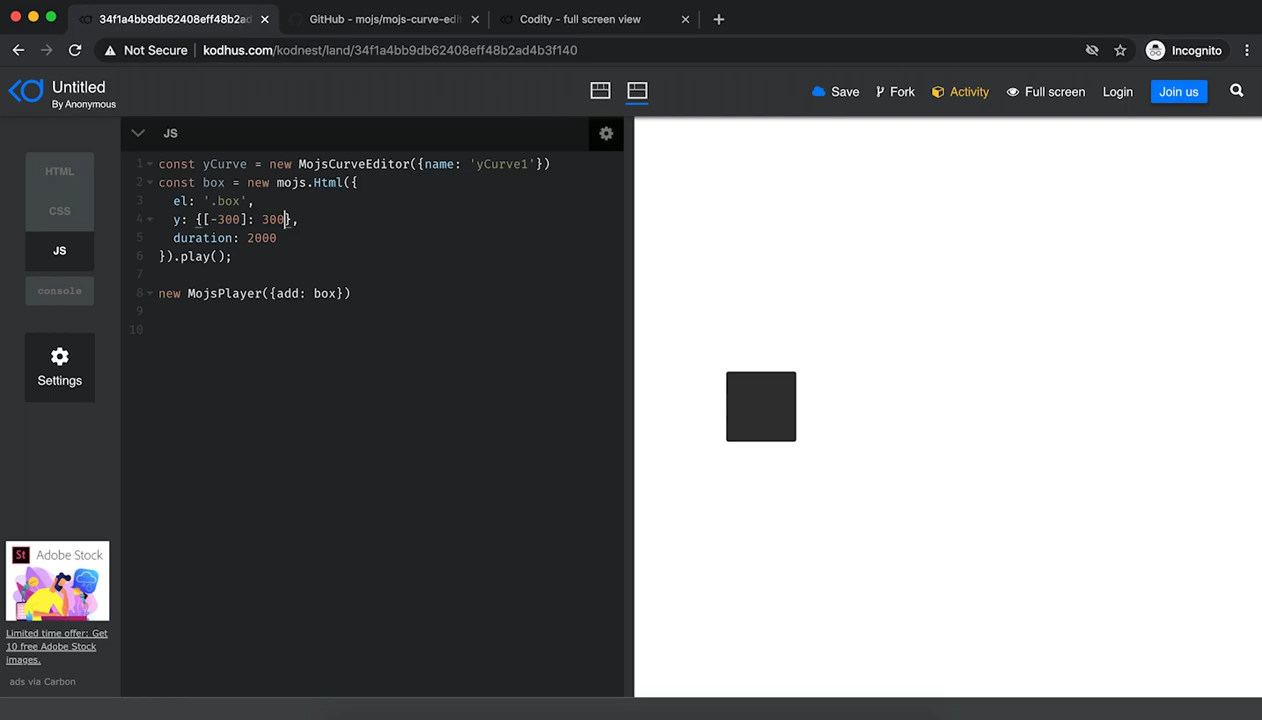 34f1a4bb9db62408eff48b2ad
GitHub - mojs/mojs-curve-edi
Codity - full screen view
Not Secure
kodhus.com/kodnest/land/34f1a4bb9db62408eff48b2ad4b3f140
Incognito
Untitled
By Anonymous
Save
Fork
Activity
Full screen
Login
Join us
HTML
CSS
JS
console
Settings
JS
1 const yCurve = new MojsCurveEditor({name: 'yCurve1'})
2 const box = new mojs.Html({
3 el: '.box',
4 y: {[-300]: 300},
5 duration: 2000
6 }).play();
7
8 new MojsPlayer({add: box})
9
10
St Adobe Stock
Limited time offer: Get
10 free Adobe Stock
images.
ads via Carbon